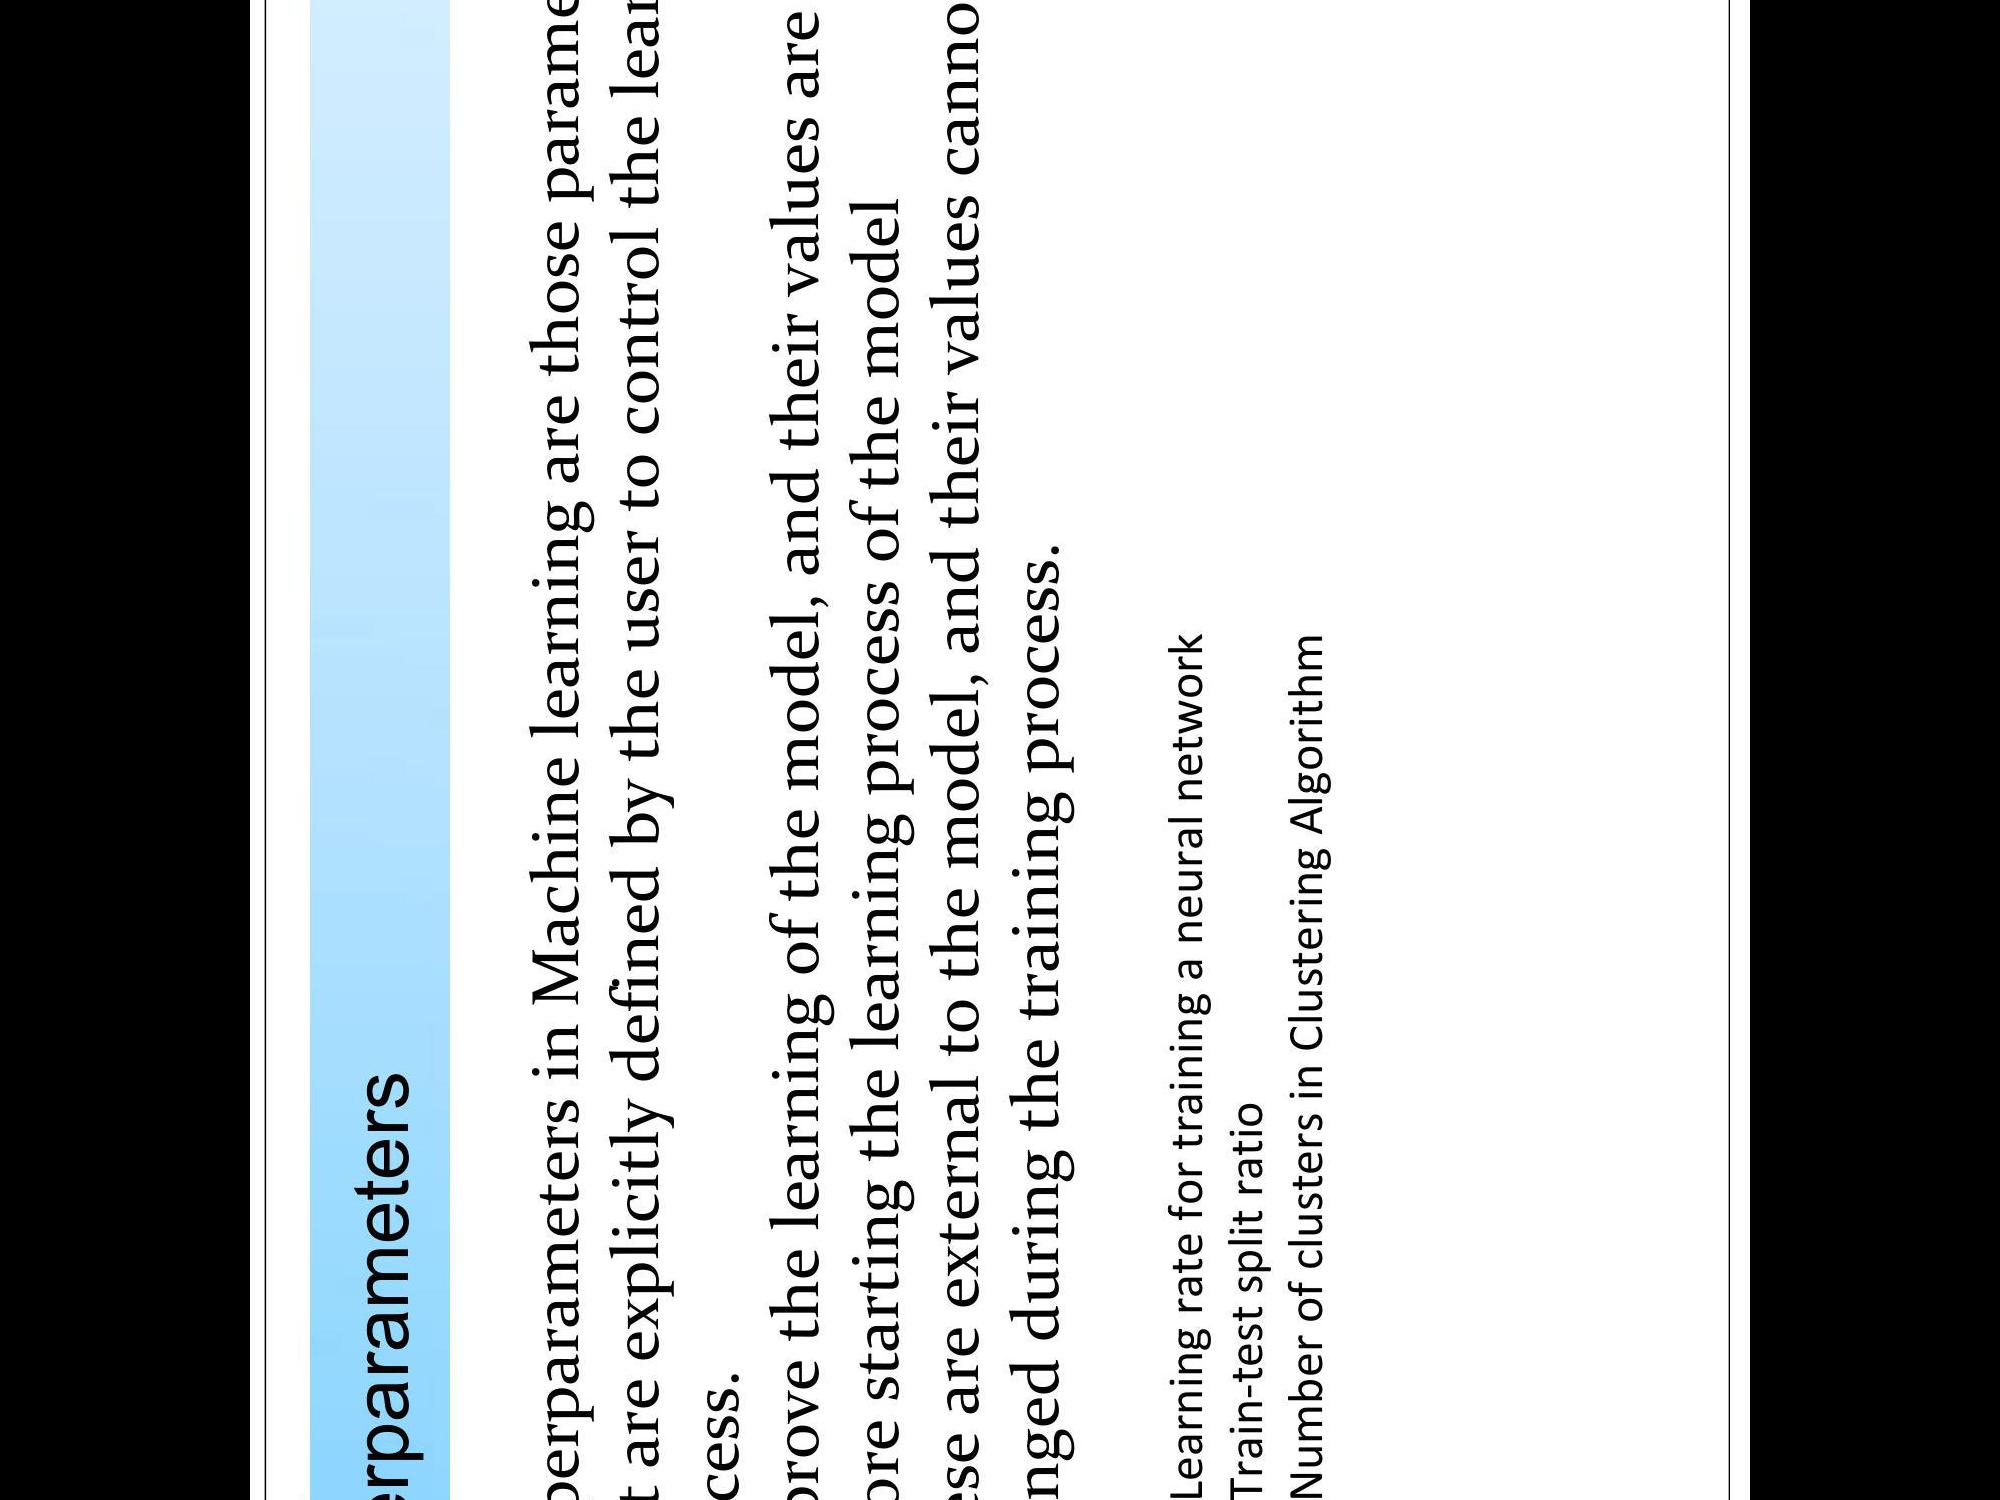 erparameters
perparameters in Machine learning are those parame
t are explicitly defined by the user to control the lear
cess.
prove the learning of the model, and their values are
ore starting the learning process of the model
ese are external to the model, and their values canno
nged during the training process.
Learning rate for training a neural network
Train-test split ratio
Number of clusters in Clustering Algorithm